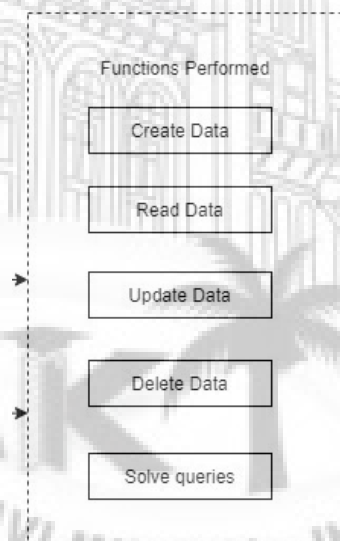 Functions Performed
Create Data
Read Data
Update Data
Delete Data
Solve queries